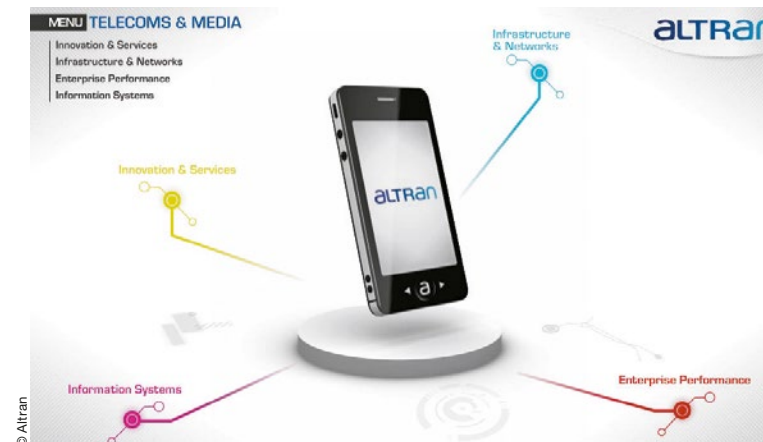 MENU TELECOMS & MEDIA
Innovation & Services
Infrastructure & Networks
Enterprise Performance
Information Systems
Infrastructure
& Networks
aLTRan
Innovation & Services
aLTRan
a
Information Systems
Enterprise Performance
© Altran